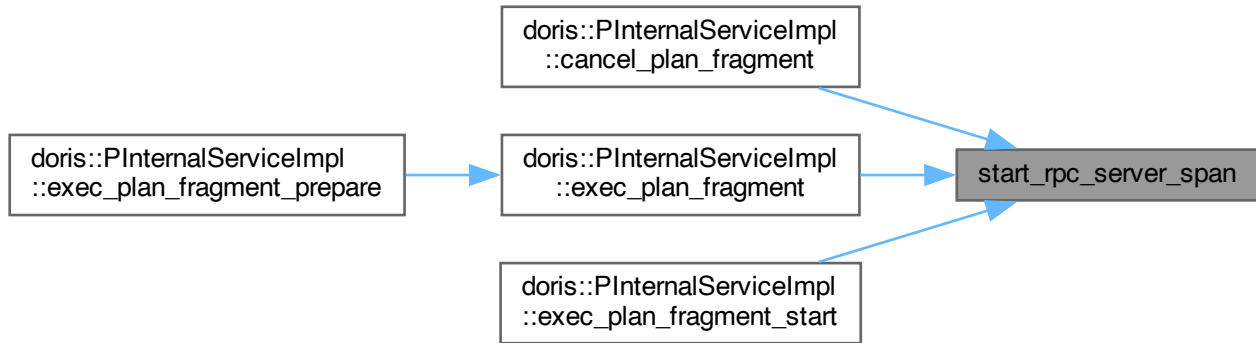 doris::PInternalServiceImpl
::cancel_plan_fragment
doris::PInternalServiceImpl
::exec_plan_fragment_prepare
doris::PInternalServiceImpl
::exec_plan_fragment
start_rpc_server_span
doris::PInternalServiceImpl
::exec_plan_fragment_start